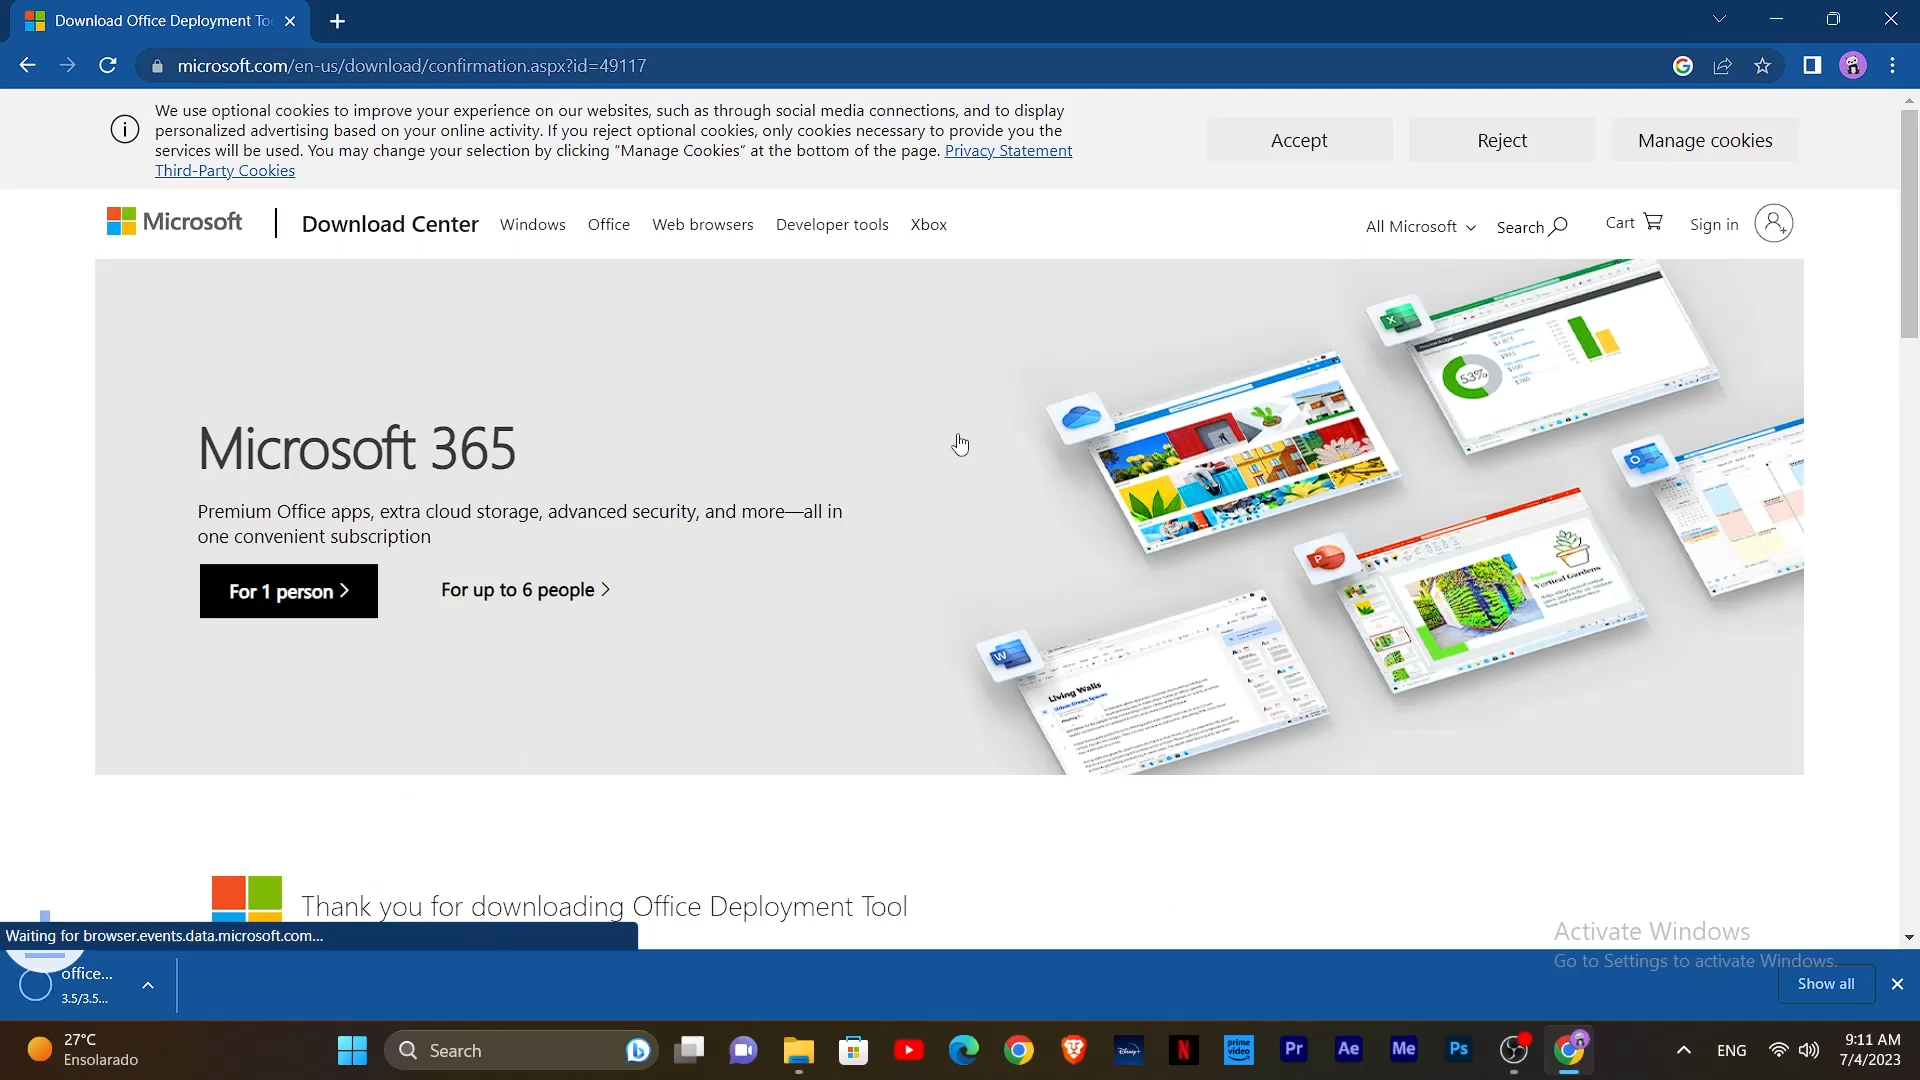 Download Office Deployment To
microsoft.com/en-us/download/confirmation.aspx?id=49117
We use optional cookies to improve your experience on our websites, such as through social media connections, and to display
personalized advertising based on your online activity. If you reject optional cookies, only cookies necessary to provide you the
services will be used. You may change your selection by clicking "Manage Cookies" at the bottom of the page. Privacy Statement
Third-Party Cookies
Accept
Reject
Manage cookies
Microsoft
Download Center
Windows
Office
Web browsers
Developer tools
Xbox
All Microsoft
Search
Cart
Sign in
53%
Microsoft 365
Premium Office apps, extra cloud storage, advanced security, and more—all in
one convenient subscription
For 1 person
For up to 6 people
Indoor
Vertical Gardens
Living Walls
Urban Green Spaces
Thank you for downloading Office Deployment Tool
Waiting for browser.events.data.microsoft.com...
Activate Windows
Go to Settings to activate Windows.
office...
3.5/3.5...
Show all
27°C
Ensolarado
Search
Disney+
N
prime
video
Pr
Ae
Me
Ps
ENG
9:11 AM
7/4/2023